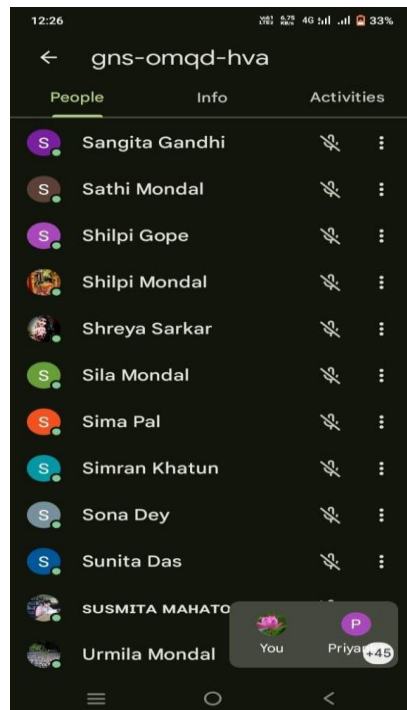 12:26 4G 33%
gns-omqd-hva
People Info Activities
S Sangita Gandhi
S Sathi Mondal
S Shilpi Gope
Shilpi Mondal
Shreya Sarkar
S Sila Mondal
S Sima Pal
S Simran Khatun
S Sona Dey
S Sunita Das
SUSMITA MAHATO
P
Urmila Mondal
You Priyan +45